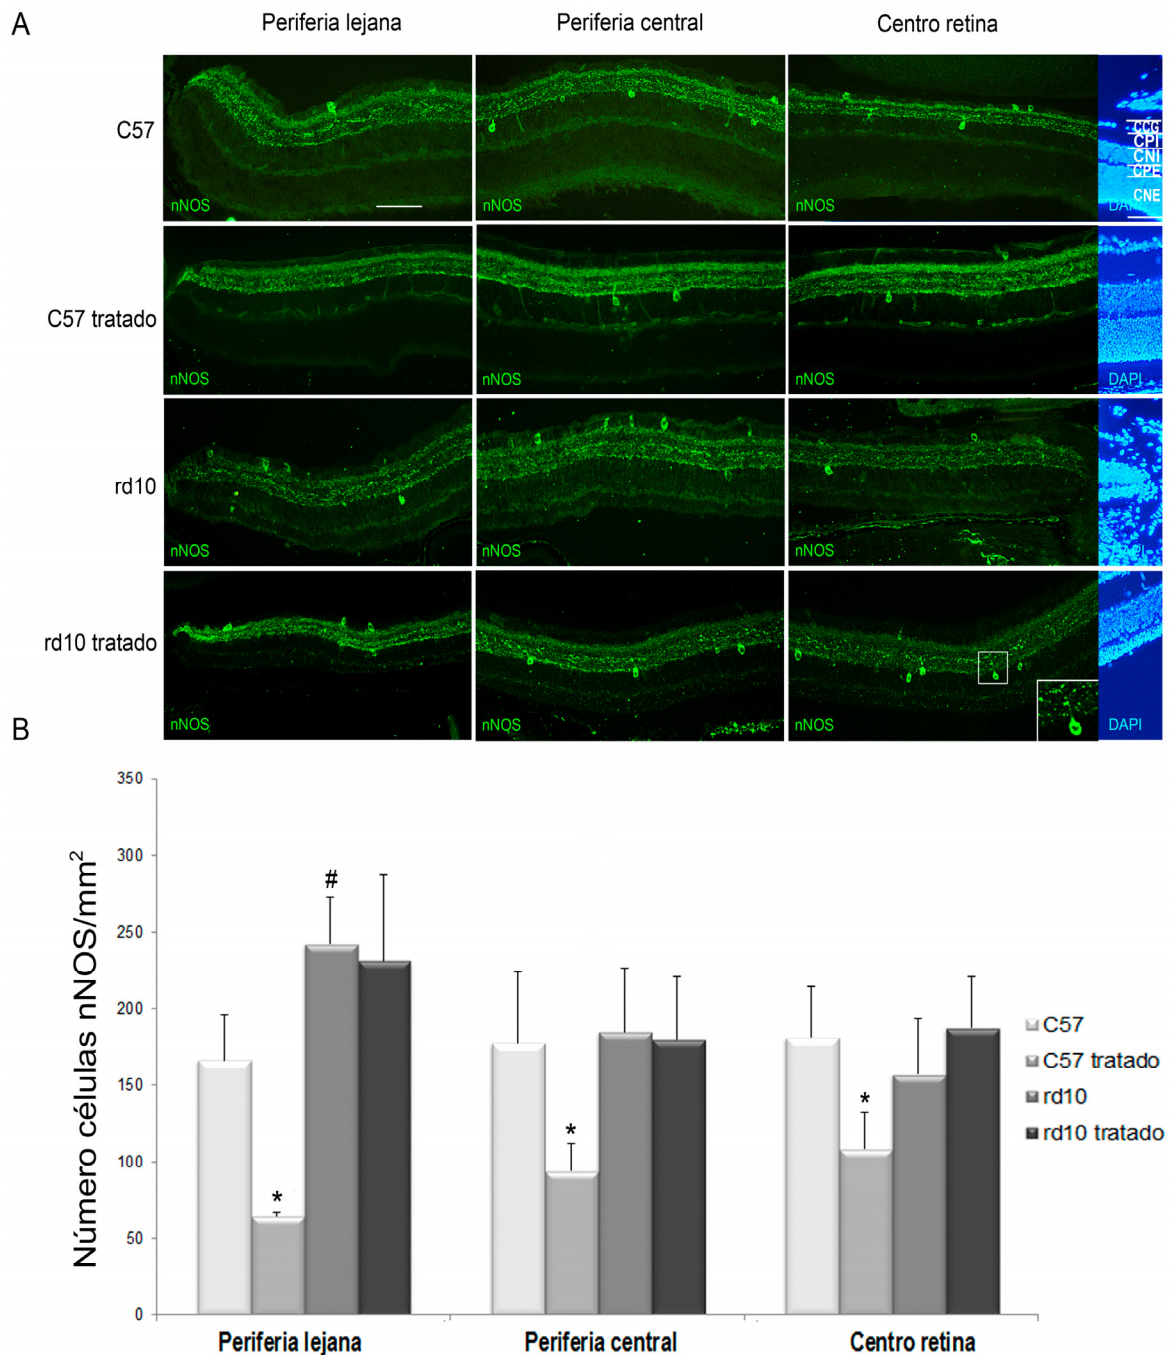 A
Periferia lejana
Periferia central
Centro retina
C57
nNOS
nNOS
nNOS
CCG
CPI
CNI
CPE
CNE
DAPI
C57 tratado
nNOS
nNOS
nNOS
DAPI
rd10
nNOS
nNOS
nNOS
DAPI
rd10 tratado
nNOS
nNOS
nNOS
DAPI
B
Número células nNOS/mm²
350
300
250
200
150
100
50
0
*
#
*
*
C57
C57 tratado
rd10
rd10 tratado
Periferia lejana
Periferia central
Centro retina